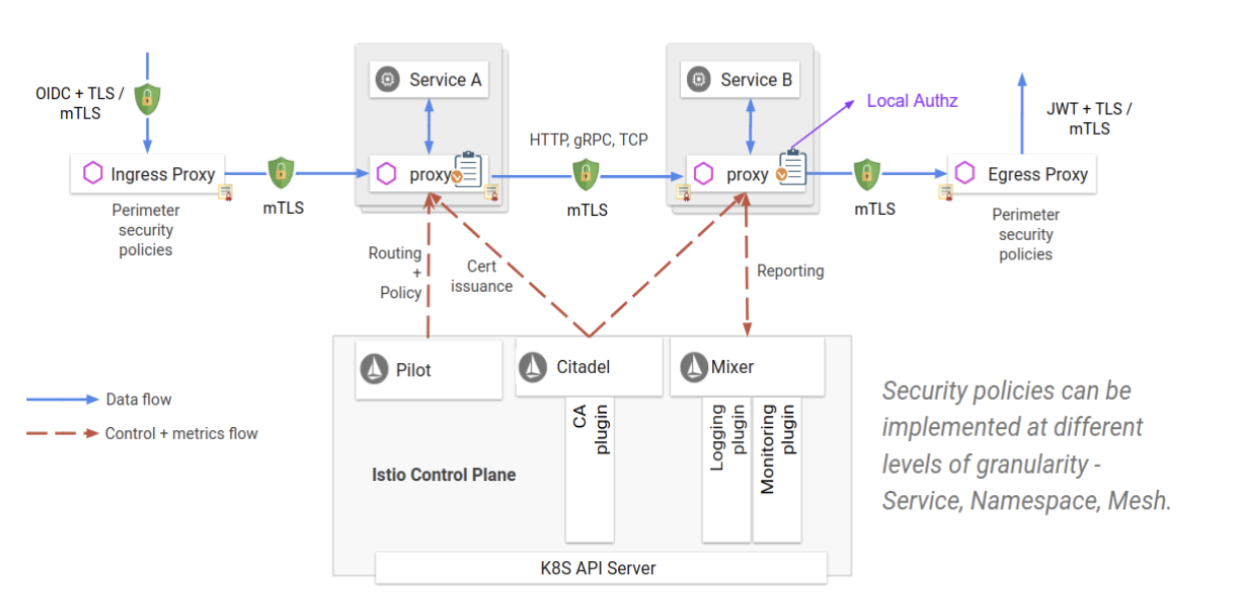 OIDC + TLS /
mTLS
Ingress Proxy
Perimeter
security
policies
mTLS
Service A
proxy
HTTP, gRPC, TCP
mTLS
Service B
proxy
Local Authz
mTLS
JWT + TLS /
mTLS
Egress Proxy
Perimeter
security
policies
Routing
+
Policy
Cert
issuance
Reporting
Pilot
Citadel
Mixer
CA
plugin
Logging
plugin
Monitoring
plugin
Istio Control Plane
K8S API Server
Data flow
Control + metrics flow
Security policies can be
implemented at different
levels of granularity -
Service, Namespace, Mesh.